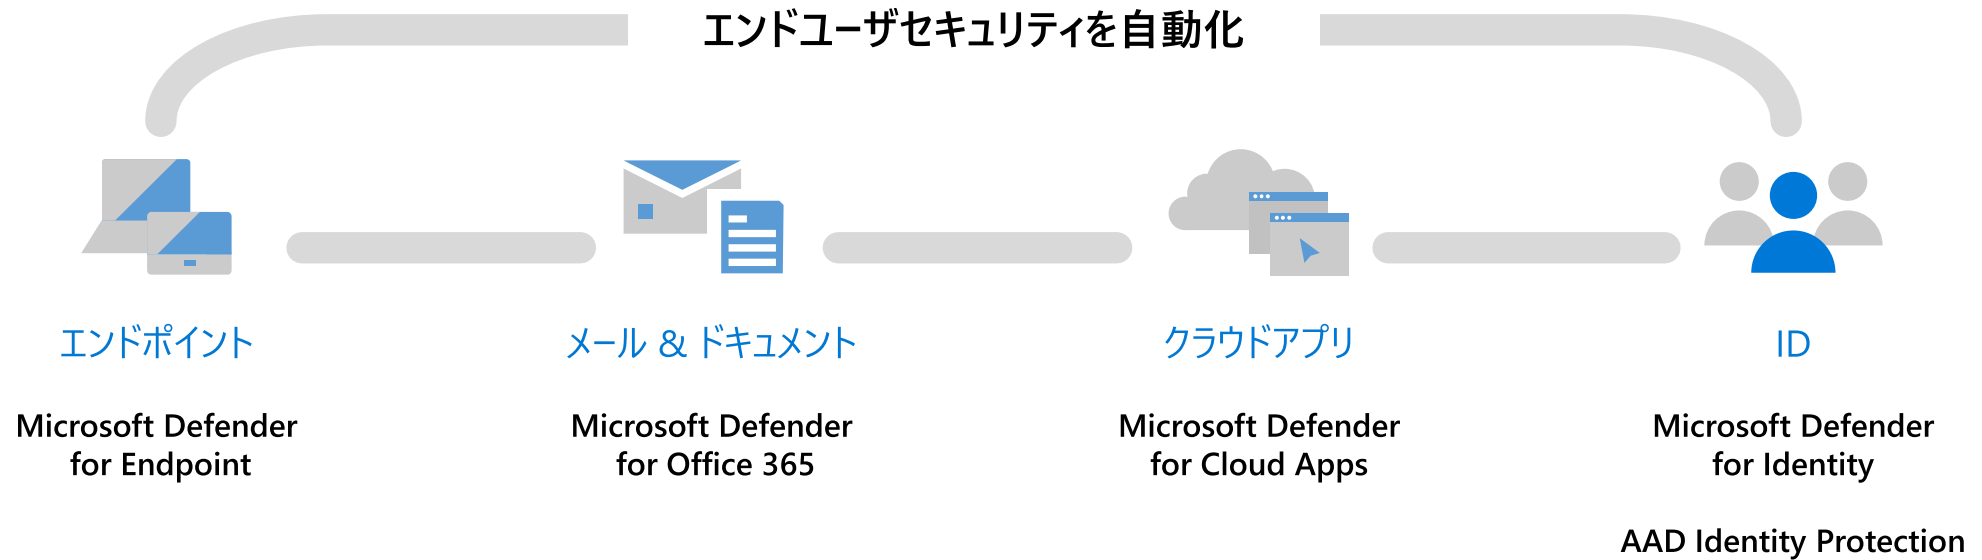 エンドユーザセキュリティを自動化
エンドポイント
メール & ドキュメント
クラウドアプリ
ID
Microsoft Defender
for Endpoint
Microsoft Defender
for Office 365
Microsoft Defender
for Cloud Apps
Microsoft Defender
for Identity
AAD Identity Protection